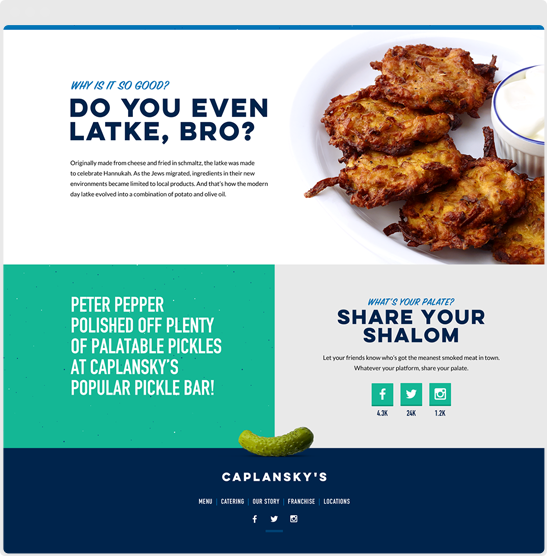 WHY IS IT SO GOOD?
DO YOU EVEN
LATKE, BRO?
Originally made from cheese and fried in schmaltz, the latke was made
to celebrate Hannukah. As the Jews migrated, ingredients in their new
environments became limited to local products. And that's how the modern
day latke evolved into a combination of potato and olive oil.
PETER PEPPER
POLISHED OFF PLENTY
OF PALATABLE PICKLES
AT CAPLANSKY'S
POPULAR PICKLE BAR!
WHAT'S YOUR PALATE?
SHARE YOUR
SHALOM
Let your friends know who's got the meanest smoked meat in town.
Whatever your platform, share your palate.
4.3K 24K 1.2K
CAPLANSKY'S
MENU | CATERING | OUR STORY | FRANCHISE | LOCATIONS